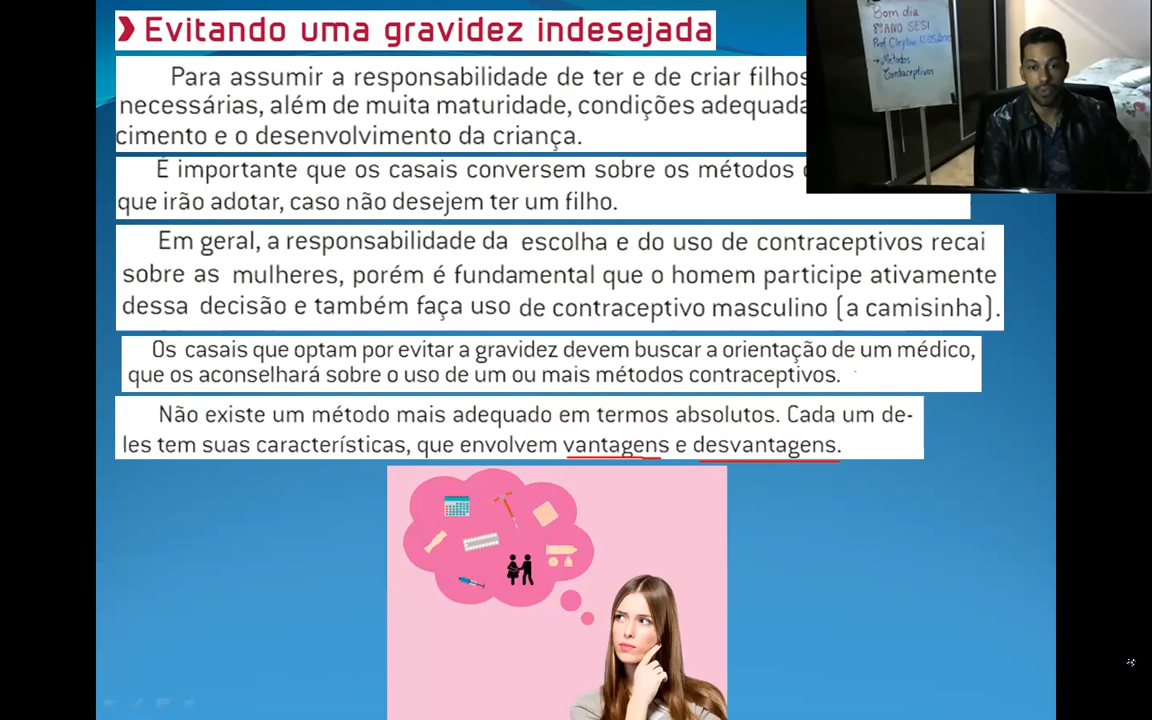 Evitando uma gravidez indesejada
Para assumir a responsabilidade de ter e de criar filhos
necessárias, além de muita maturidade, condições adequada
cimento e o desenvolvimento da criança.
É importante que os casais conversem sobre os métodos
que irão adotar, caso não desejem ter um filho.
Em geral, a responsabilidade da escolha e do uso de contraceptivos recai
sobre as mulheres, porém é fundamental que o homem participe ativamente
dessa decisão e também faça uso de contraceptivo masculino (a camisinha).
Os casais que optam por evitar a gravidez devem buscar a orientação de um médico,
que os aconselhará sobre o uso de um ou mais métodos contraceptivos.
Não existe um método mais adequado em termos absolutos. Cada um de-
les tem suas características, que envolvem vantagens e desvantagens.
Bom dia
8º ANO SESI
Prof Cleyton
→ Métodos
Contraceptivos